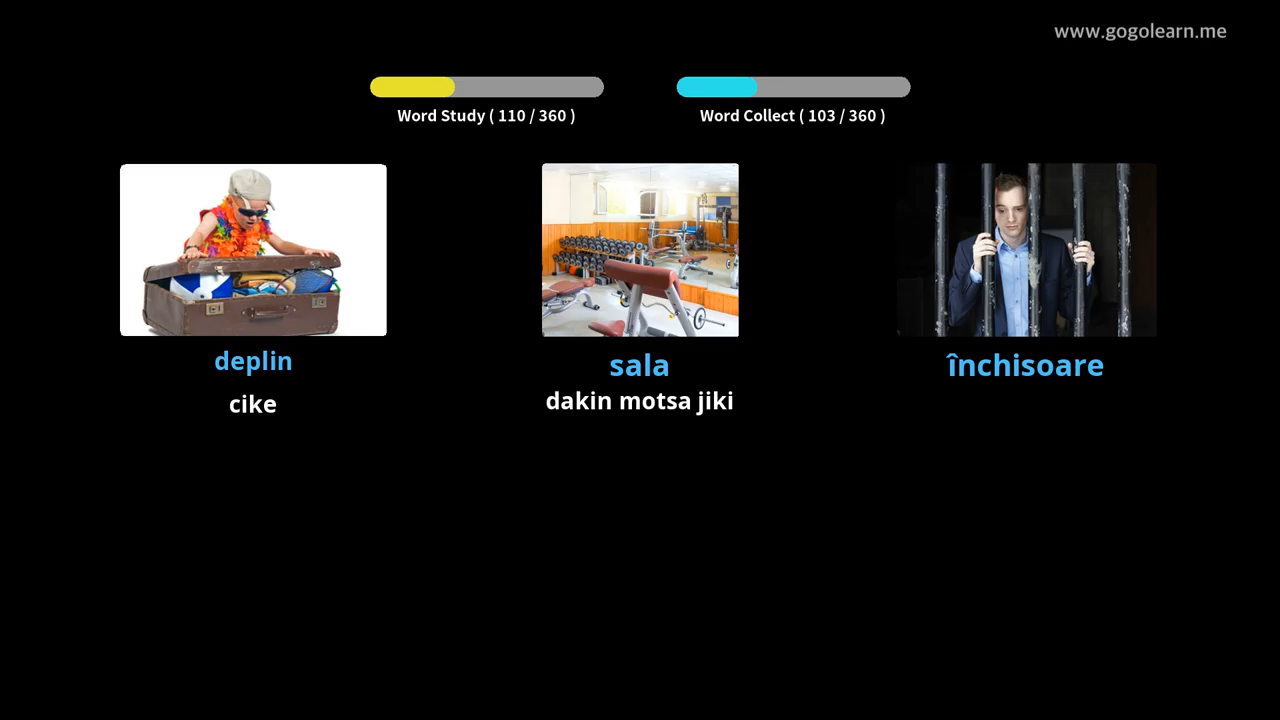 www.gogolearn.me
Word Study ( 110 / 360 )
Word Collect ( 103 / 360 )
deplin
cike
sala
dakin motsa jiki
închisoare